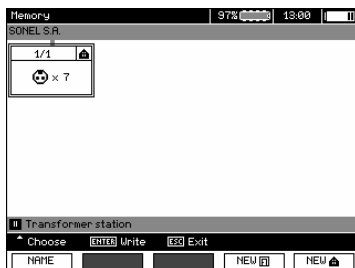 Memory 97% 13:00
SONEL S.A.
1/1
x 7
Transformer station
Choose ENTER Write ESC Exit
NAME NEW NEW